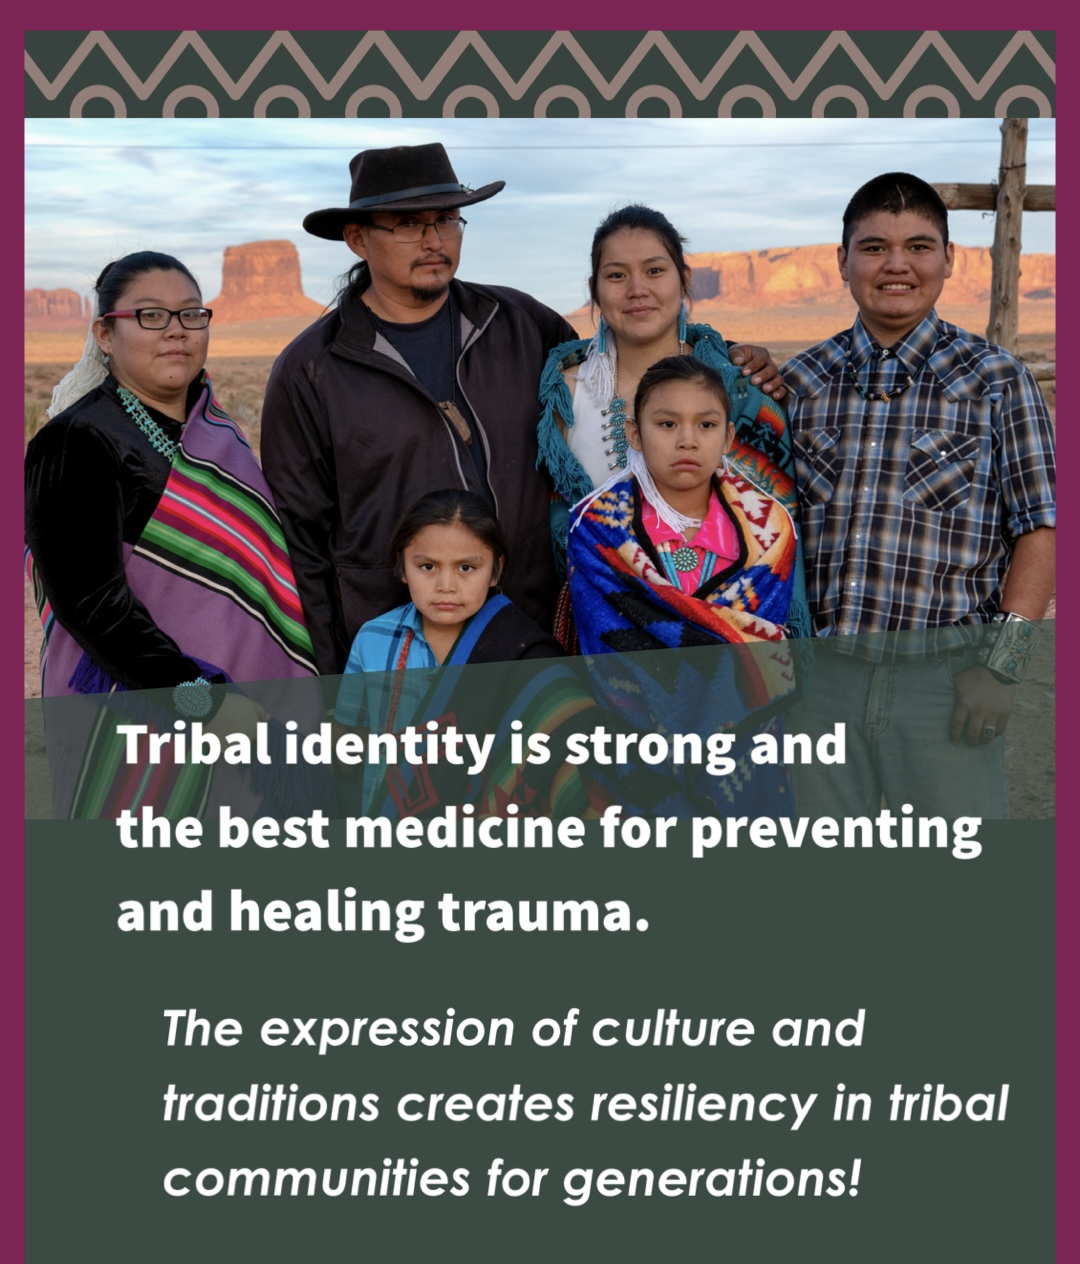 Tribal identity is strong and
the best medicine for preventing
and healing trauma.
The expression of culture and
traditions creates resiliency in tribal
communities for generations!